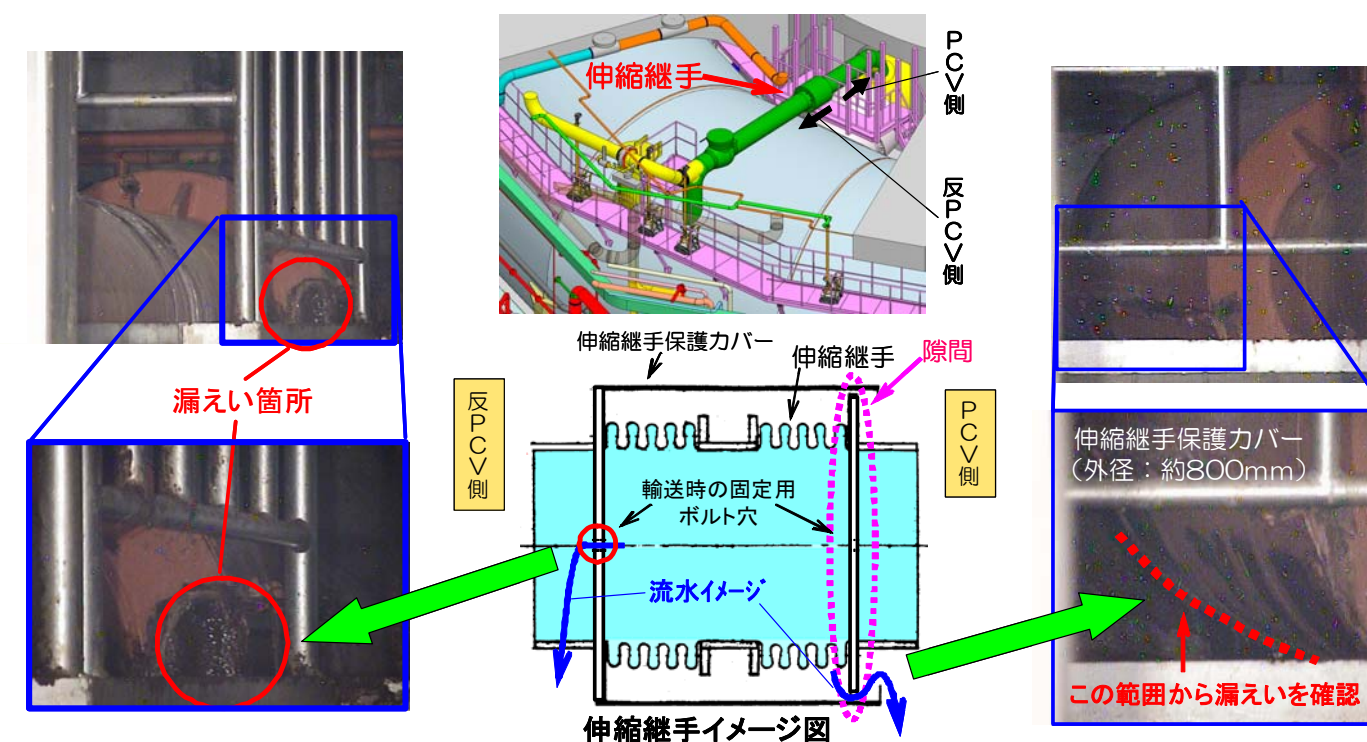 伸縮継手
PCV側
反PCV側
漏えい箇所
伸縮継手保護カバー
伸縮継手
隙間
反PCV側
PCV側
輸送時の固定用
ボルト穴
流水イメージ
伸縮継手イメージ図
伸縮継手保護カバー
(外径:約800mm)
この範囲から漏えいを確認